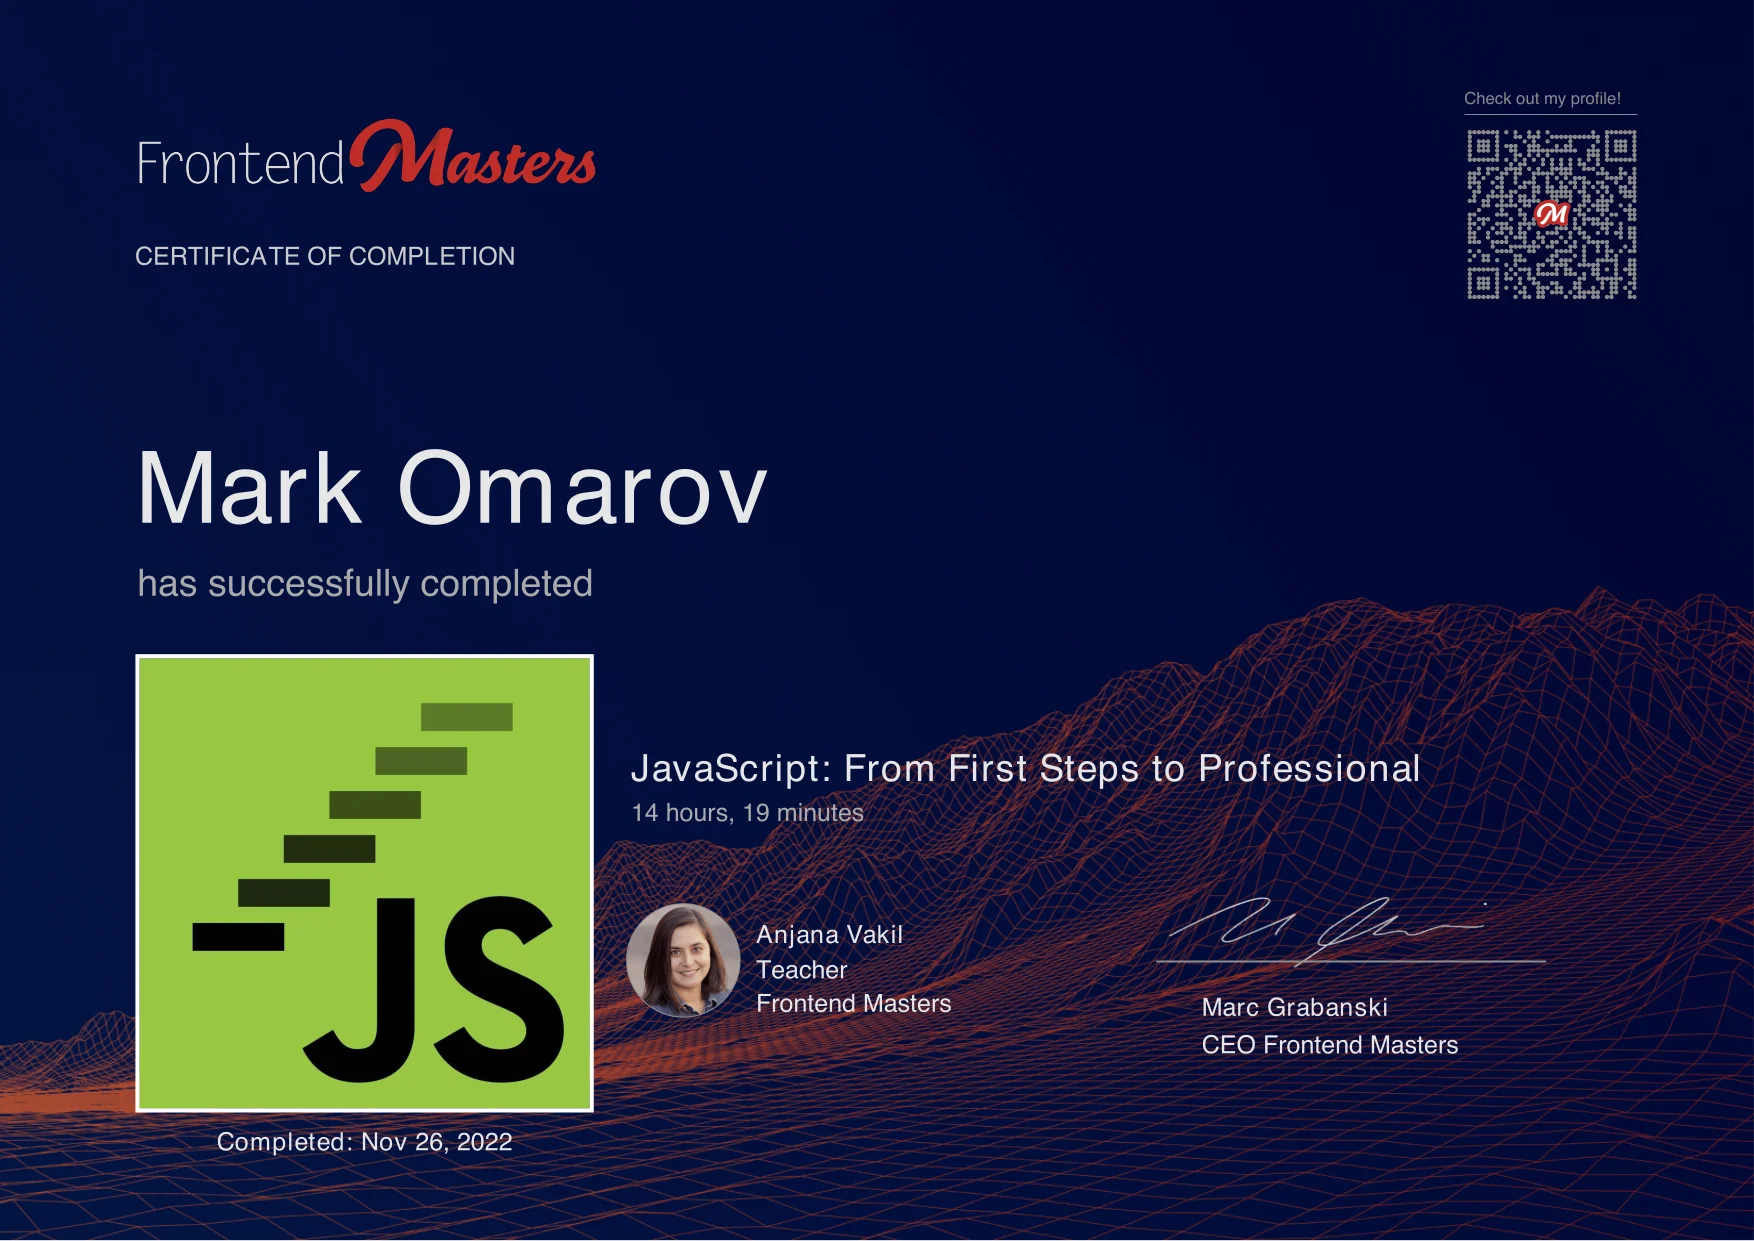 Check out my profile!
Frontend Masters
M
CERTIFICATE OF COMPLETION
Mark Omarov
has successfully completed
JS
JavaScript: From First Steps to Professional
14 hours, 19 minutes
Anjana Vakil
Teacher
Frontend Masters
Marc Grabanski
CEO Frontend Masters
Completed: Nov 26, 2022